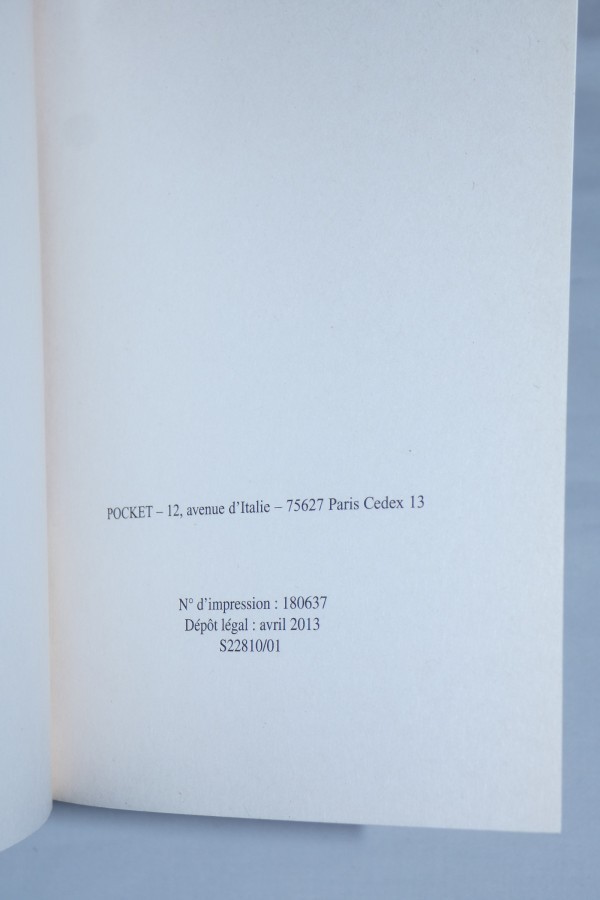 POCKET – 12, avenue d'Italie – 75627 Paris Cedex 13
N° d'impression : 180637
Dépôt légal : avril 2013
S22810/01